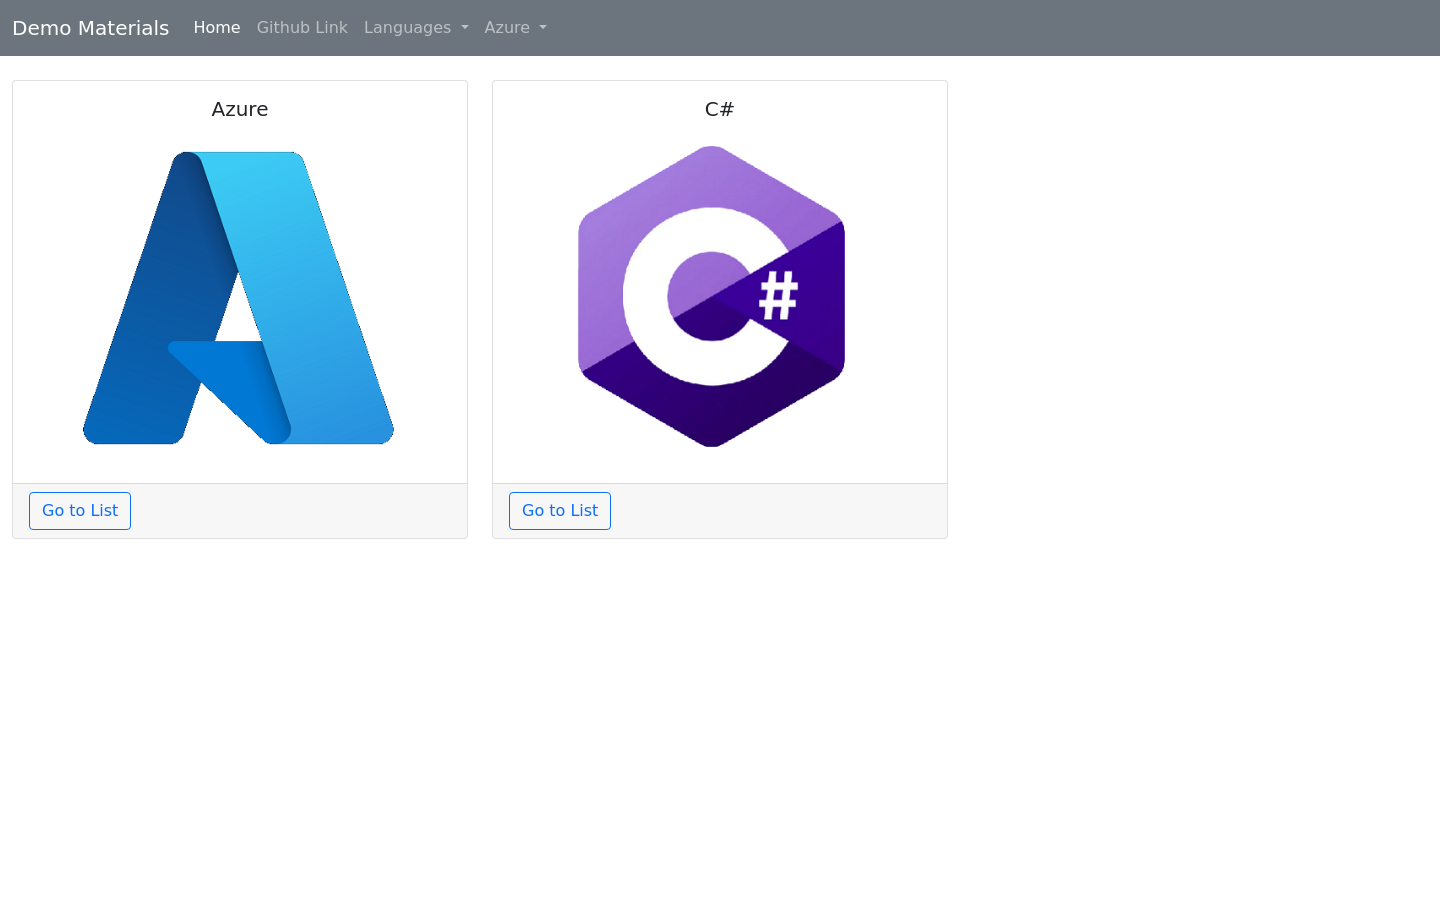 Demo Materials Home Github Link Languages Azure
Azure
C#
C#
Go to List
Go to List